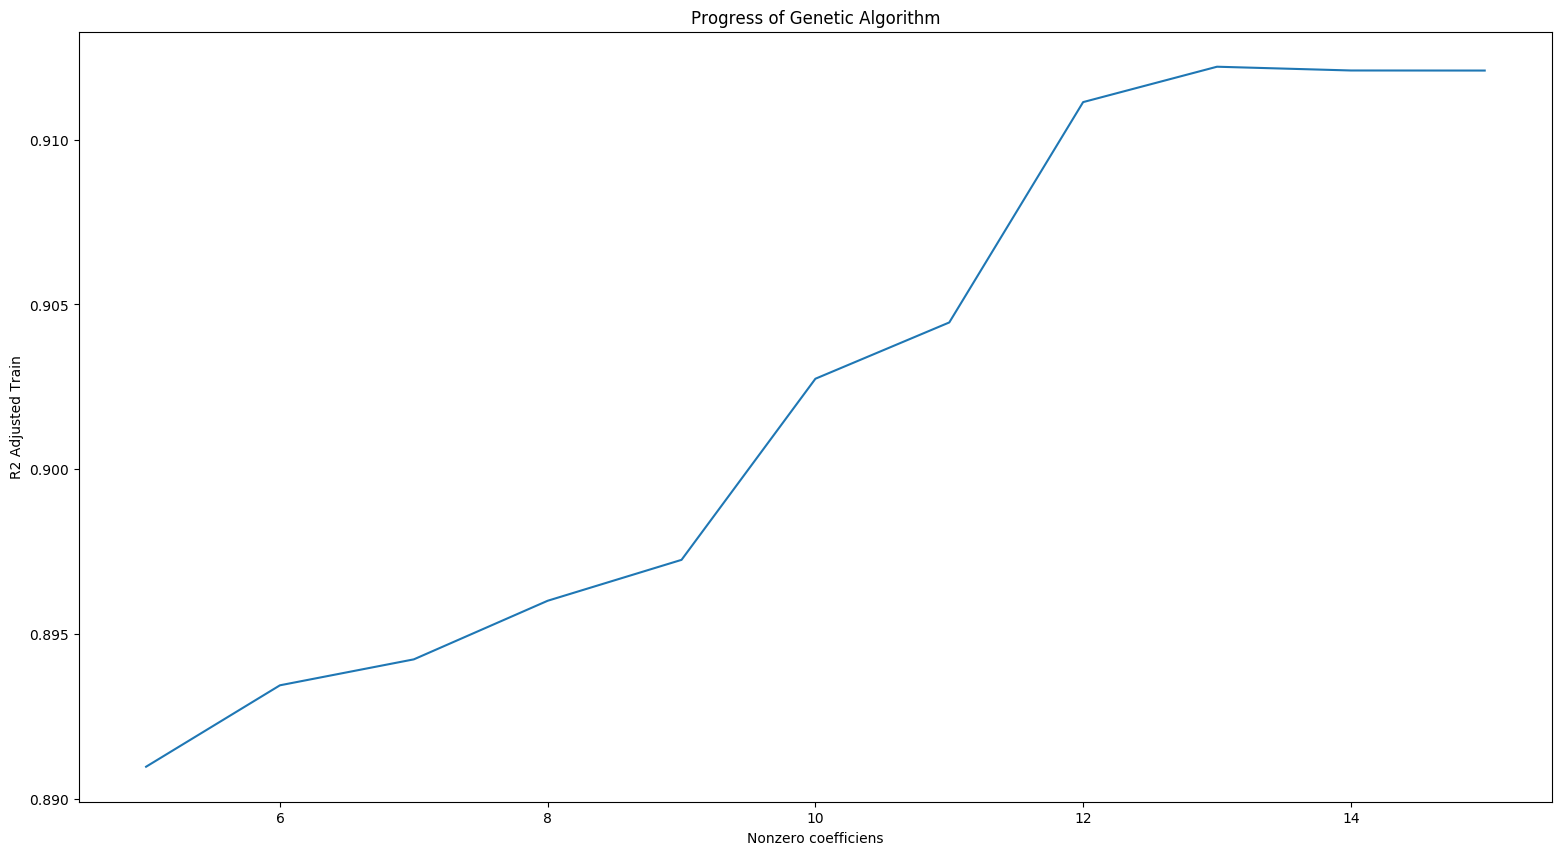 Progress of Genetic Algorithm
R2 Adjusted Train
0.910
0.905
0.900
0.895
0.890
6 8 10 12 14
Nonzero coefficiens